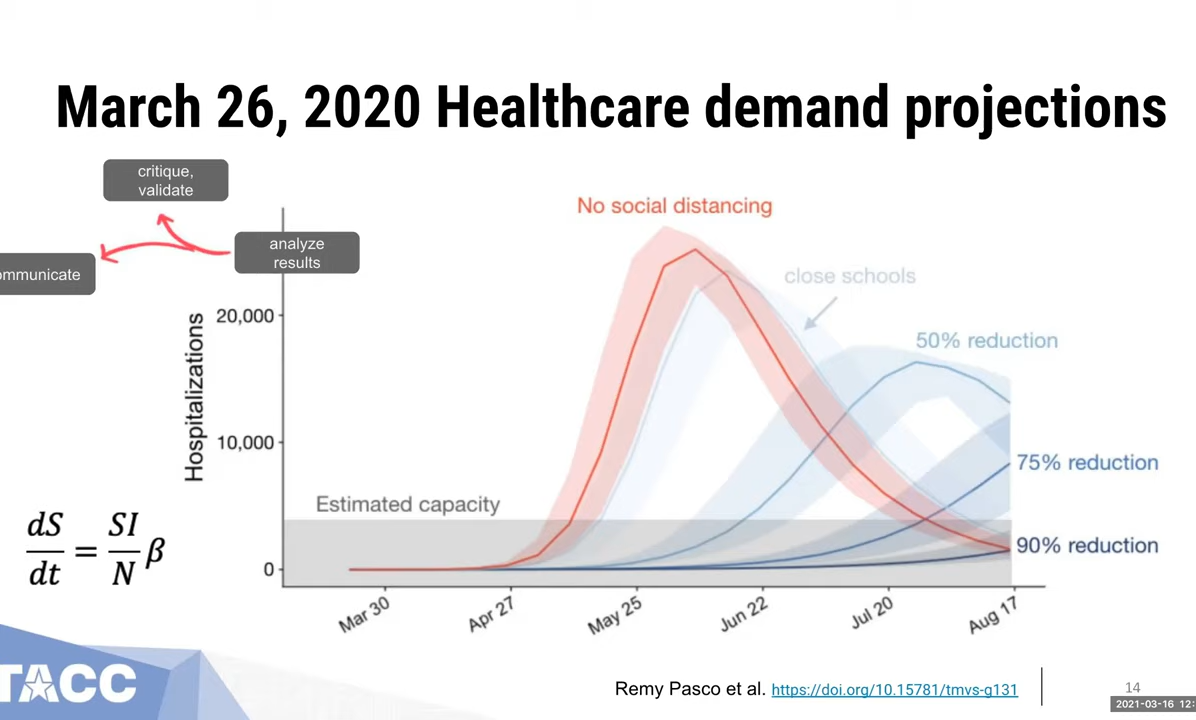 March 26, 2020 Healthcare demand projections
critique,
validate
analyze
results
ommunicate
No social distancing
close schools
50% reduction
75% reduction
90% reduction
Hospitalizations
20,000
10,000
0
Estimated capacity
Mar 30
Apr 27
May 25
Jun 22
Jul 20
Aug 17
dS/dt = SI/N β
TACC
Remy Pasco et al. https://doi.org/10.15781/tmvs-g131
14
2021-03-16 12: